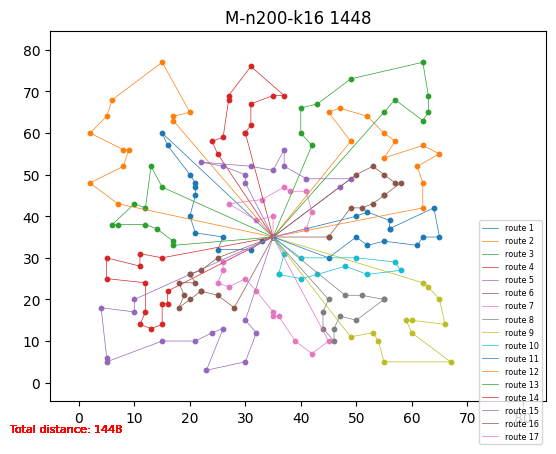 M-n200-k16 1448
80
70
60
50
40
30
20
10
0
0
10
20
30
40
50
60
70
80
route 1
route 2
route 3
route 4
route 5
route 6
route 7
route 8
route 9
route 10
route 11
route 12
route 13
route 14
route 15
route 16
route 17
Total distance: 1448